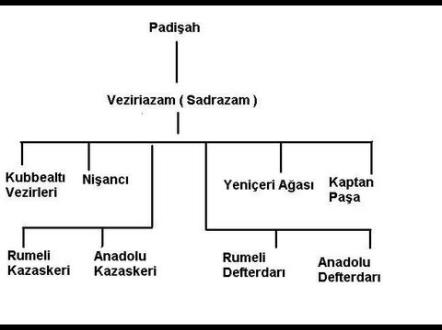 Padişah
Veziriazam ( Sadrazam )
Kubbealtı
Vezirleri
Nişancı
Yeniçeri Ağası
Kaptan
Paşa
Rumeli
Kazaskeri
Anadolu
Kazaskeri
Rumeli
Defterdarı
Anadolu
Defterdarı